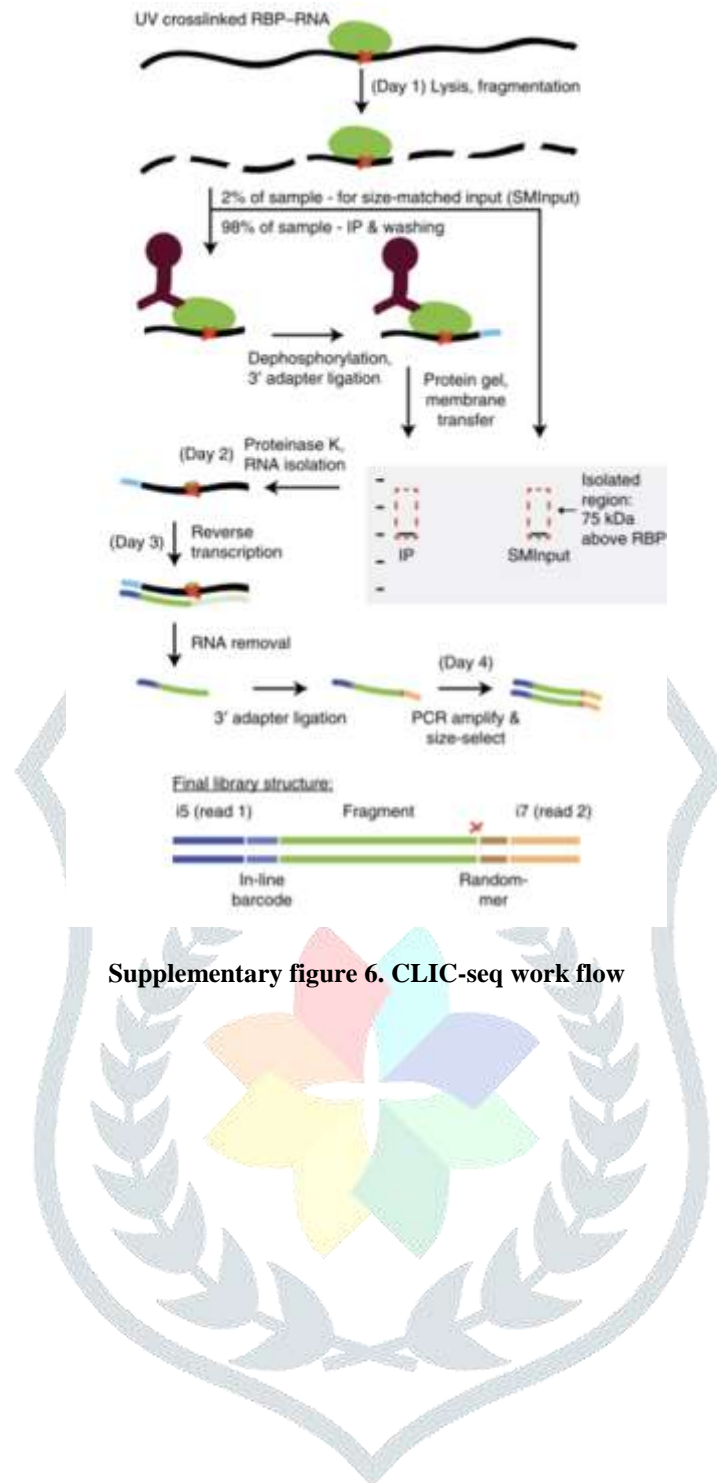 UV crosslinked RBP–RNA
(Day 1) Lysis, fragmentation
2% of sample - for size-matched input (SMInput)
98% of sample - IP & washing
Dephosphorylation,
3' adapter ligation
Protein gel,
membrane
transfer
(Day 2)
Proteinase K,
RNA isolation
Isolated
region:
75 kDa
above RBP
IP
SMInput
(Day 3)
Reverse
transcription
RNA removal
3' adapter ligation
(Day 4)
PCR amplify &
size-select
Final library structure:
i5 (read 1)
Fragment
i7 (read 2)
In-line
barcode
Random-
mer
Supplementary figure 6. CLIC-seq work flow